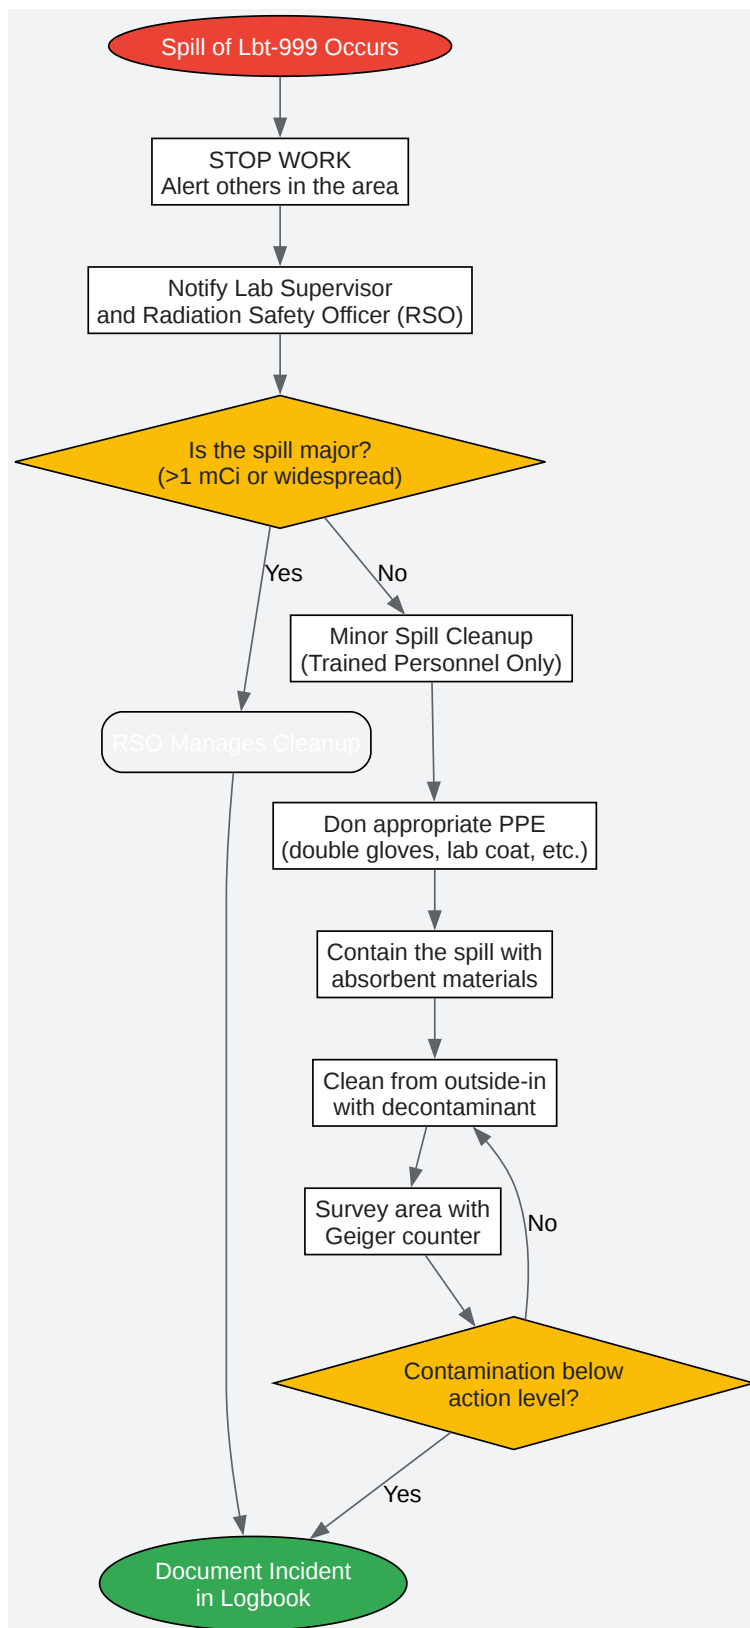 Spill of Lbt-999 Occurs
STOP WORK
Alert others in the area
Notify Lab Supervisor
and Radiation Safety Officer (RSO)
Is the spill major?
(>1 mCi or widespread)
Yes
No
Minor Spill Cleanup
(Trained Personnel Only)
RSO Manages Cleanup
Don appropriate PPE
(double gloves, lab coat, etc.)
Contain the spill with
absorbent materials
Clean from outside-in
with decontaminant
Survey area with
Geiger counter
No
Contamination below
action level?
Yes
Document Incident
in Logbook